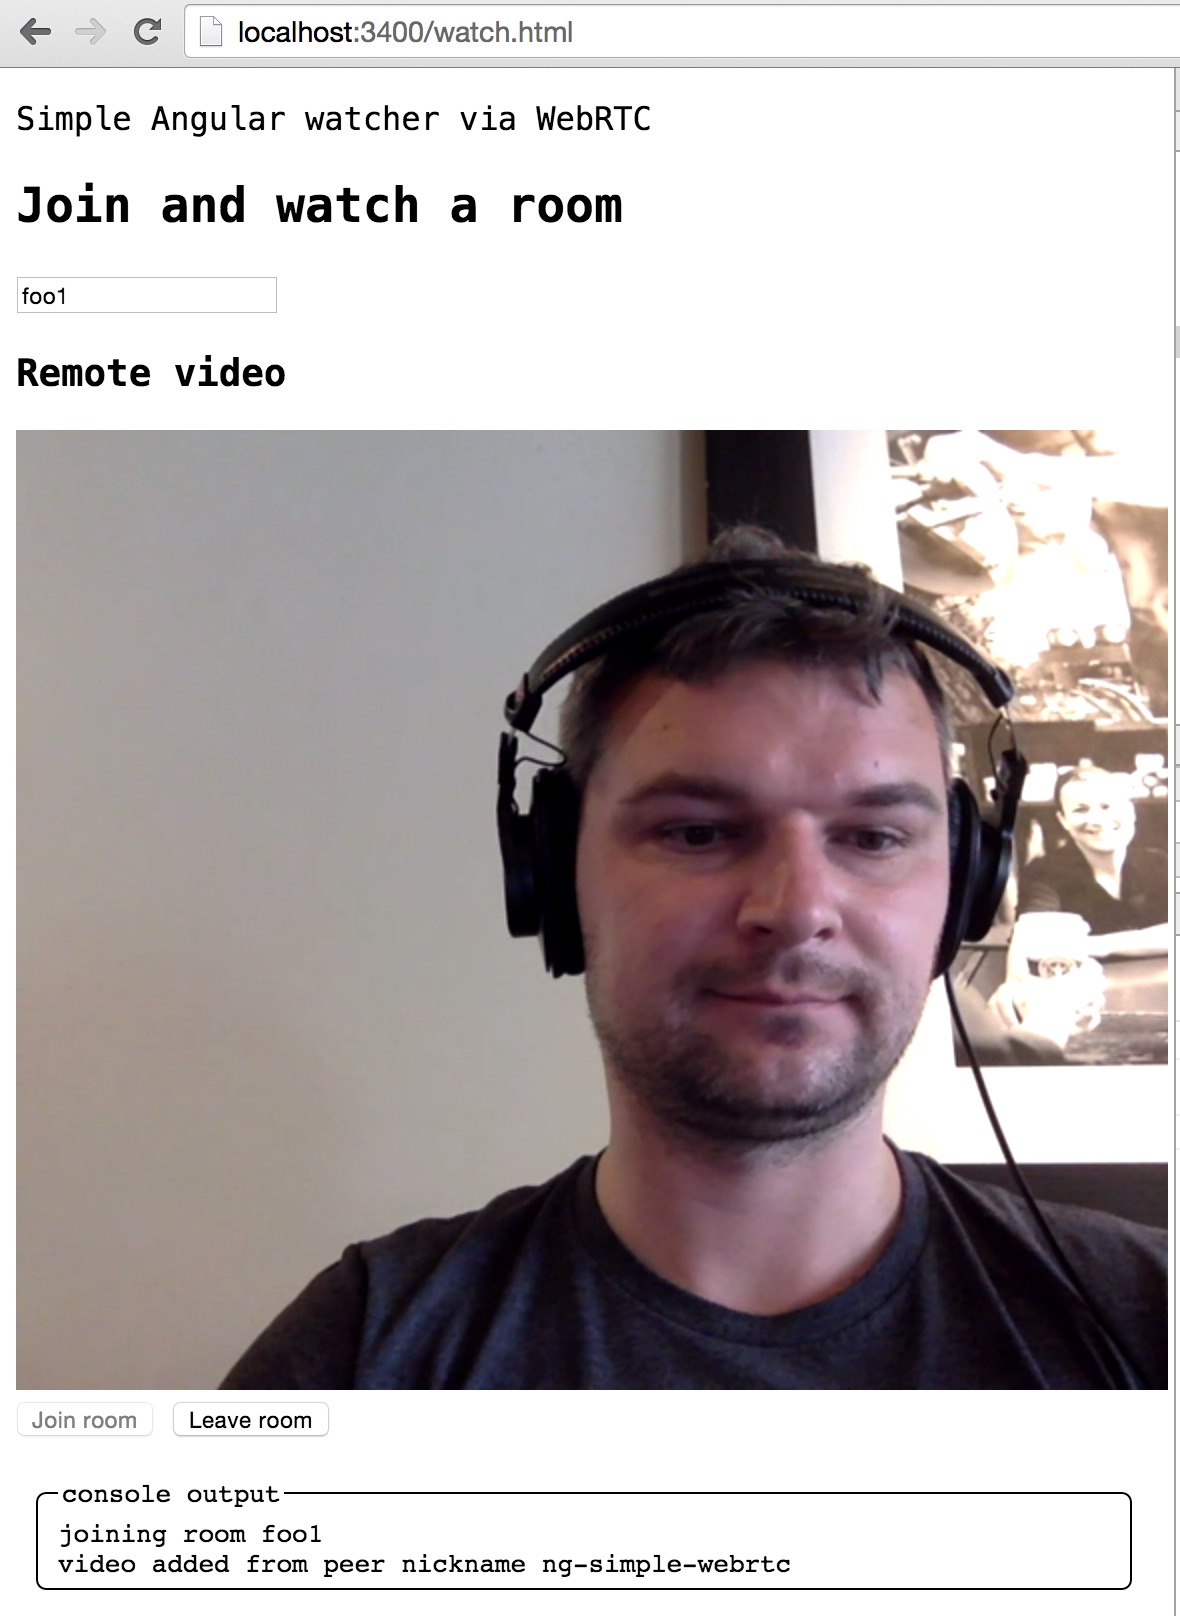 localhost:3400/watch.html
Simple Angular watcher via WebRTC
Join and watch a room
foo1
Remote video
Join room Leave room
console output
joining room foo1
video added from peer nickname ng-simple-webrtc